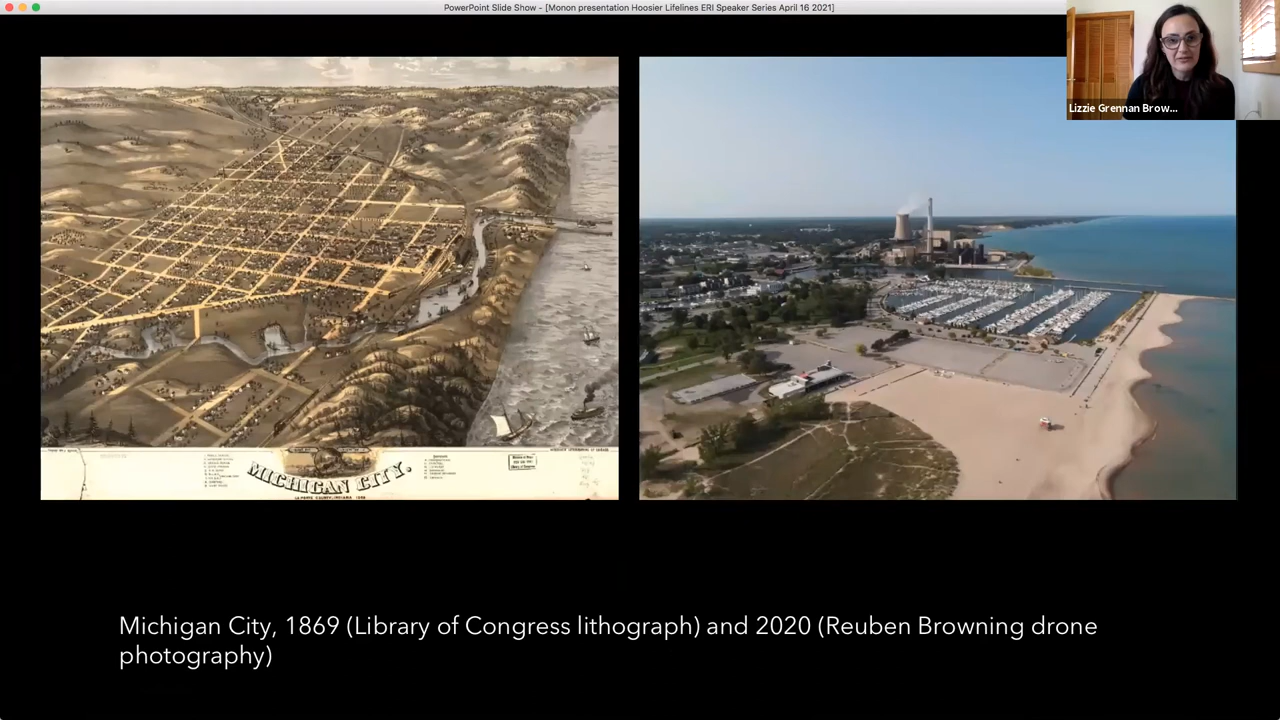 PowerPoint Slide Show - [Monon presentation Hoosier Lifelines ERI Speaker Series April 16 2021]
Lizzie Grennan Brow...
MICHIGAN CITY.
Michigan City, 1869 (Library of Congress lithograph) and 2020 (Reuben Browning drone
photography)